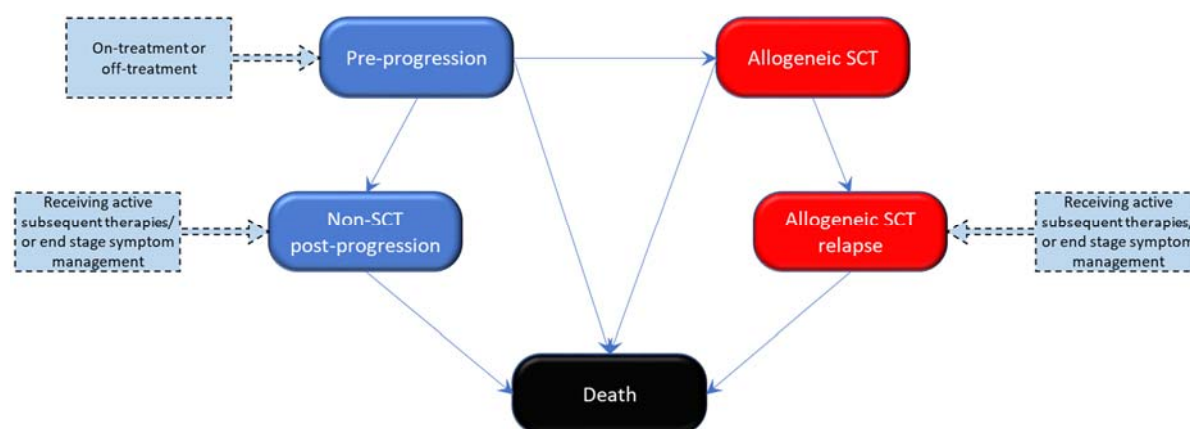 On-treatment or
off-treatment
Pre-progression
Allogeneic SCT
Receiving active
subsequent therapies/
or end stage symptom
management
Non-SCT
post-progression
Allogeneic SCT
relapse
Receiving active
subsequent therapies/
or end stage symptom
management
Death